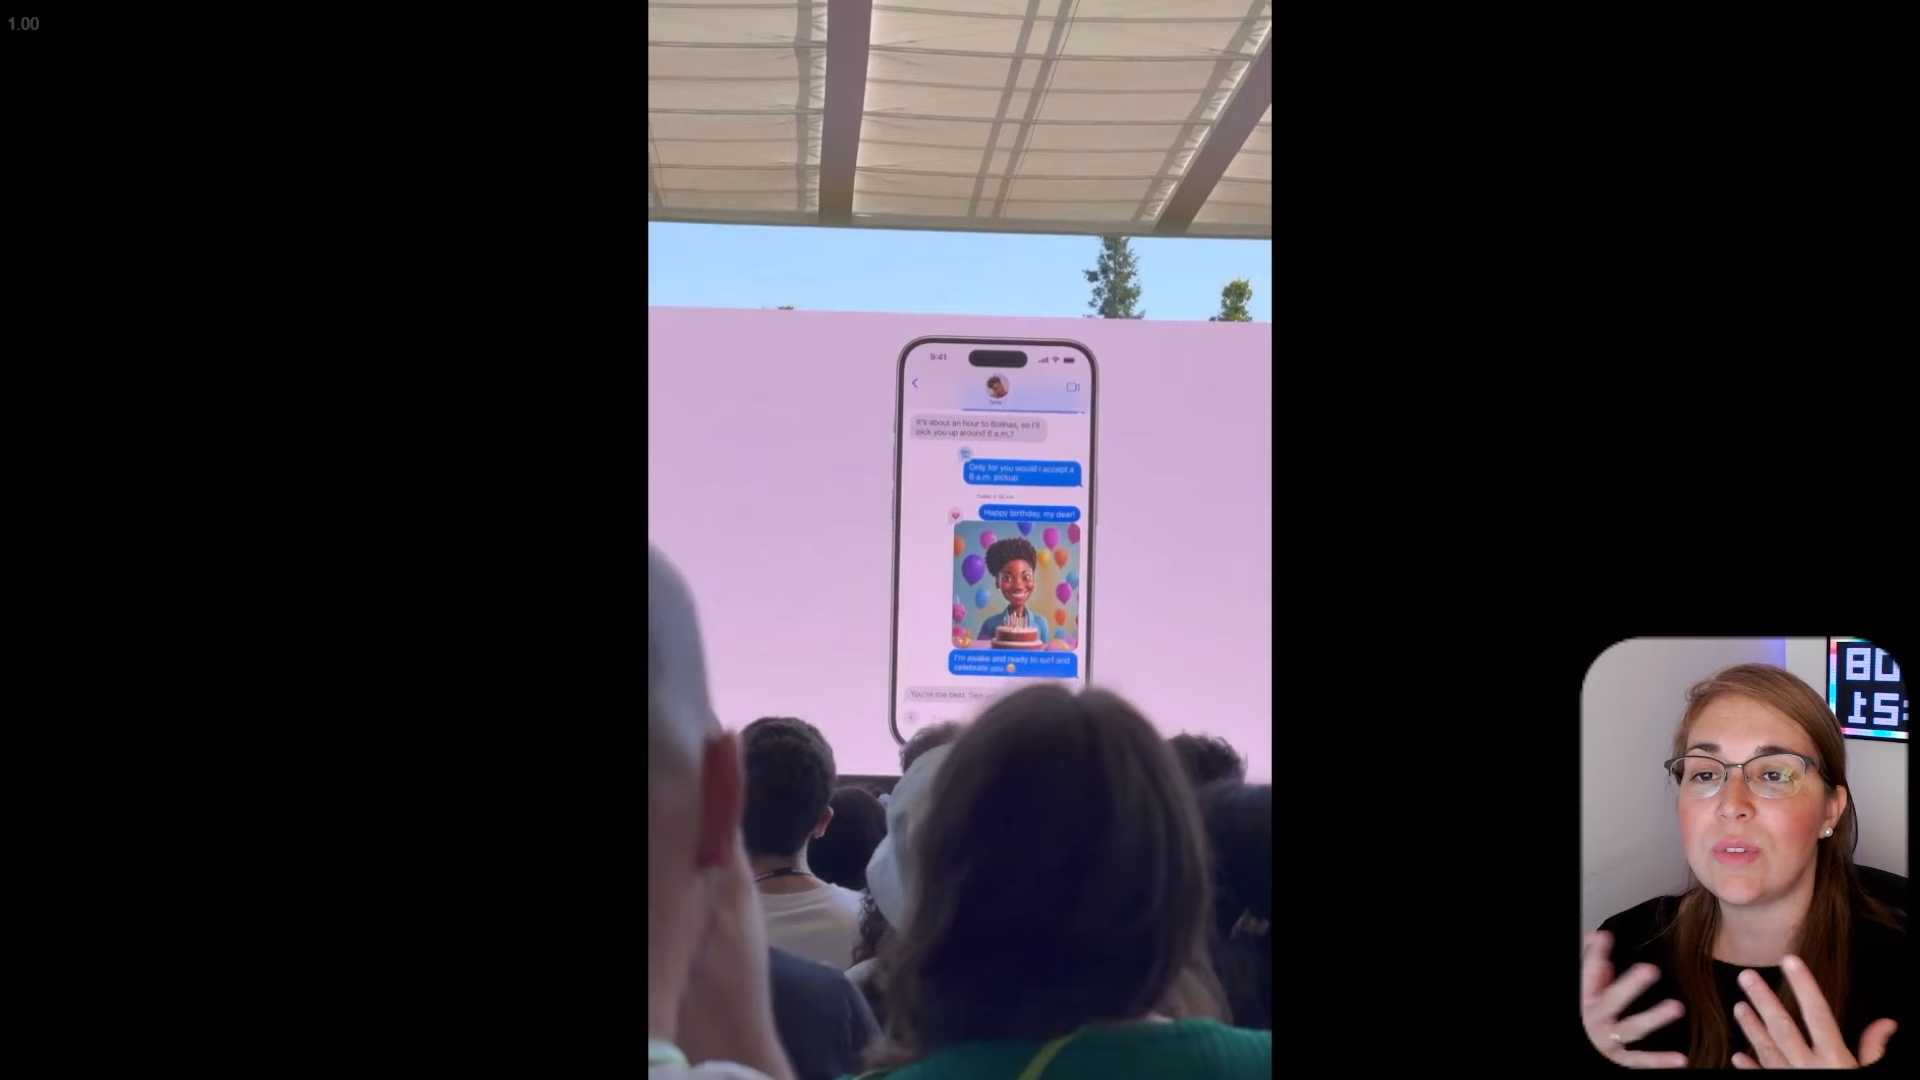 1.00
9:41
It's about an hour to Bolinas, so I'll
pick you up around 6 a.m.?
Only for you would I accept a
6 a.m. pickup
Happy birthday, my dear!
I'm awake and ready to surf and
celebrate you
You're the best. See